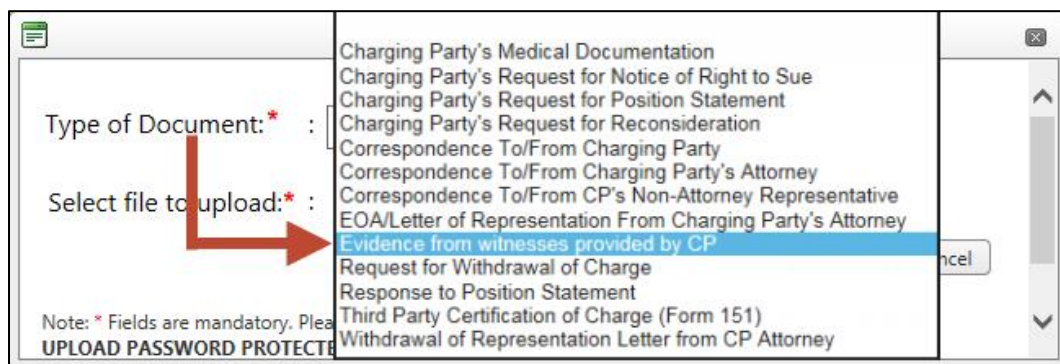 Charging Party's Medical Documentation
Charging Party's Request for Notice of Right to Sue
Charging Party's Request for Position Statement
Type of Document:* :
Charging Party's Request for Reconsideration
Correspondence To/From Charging Party
Correspondence To/From Charging Party's Attorney
Select file to upload:* :
Correspondence To/From CP's Non-Attorney Representative
EOA/Letter of Representation From Charging Party's Attorney
Evidence from witnesses provided by CP
Request for Withdrawal of Charge
Response to Position Statement
Note: * Fields are mandatory.
Third Party Certification of Charge (Form 151)
UPLOAD PASSWORD
Withdrawal of Representation Letter from CP Attorney